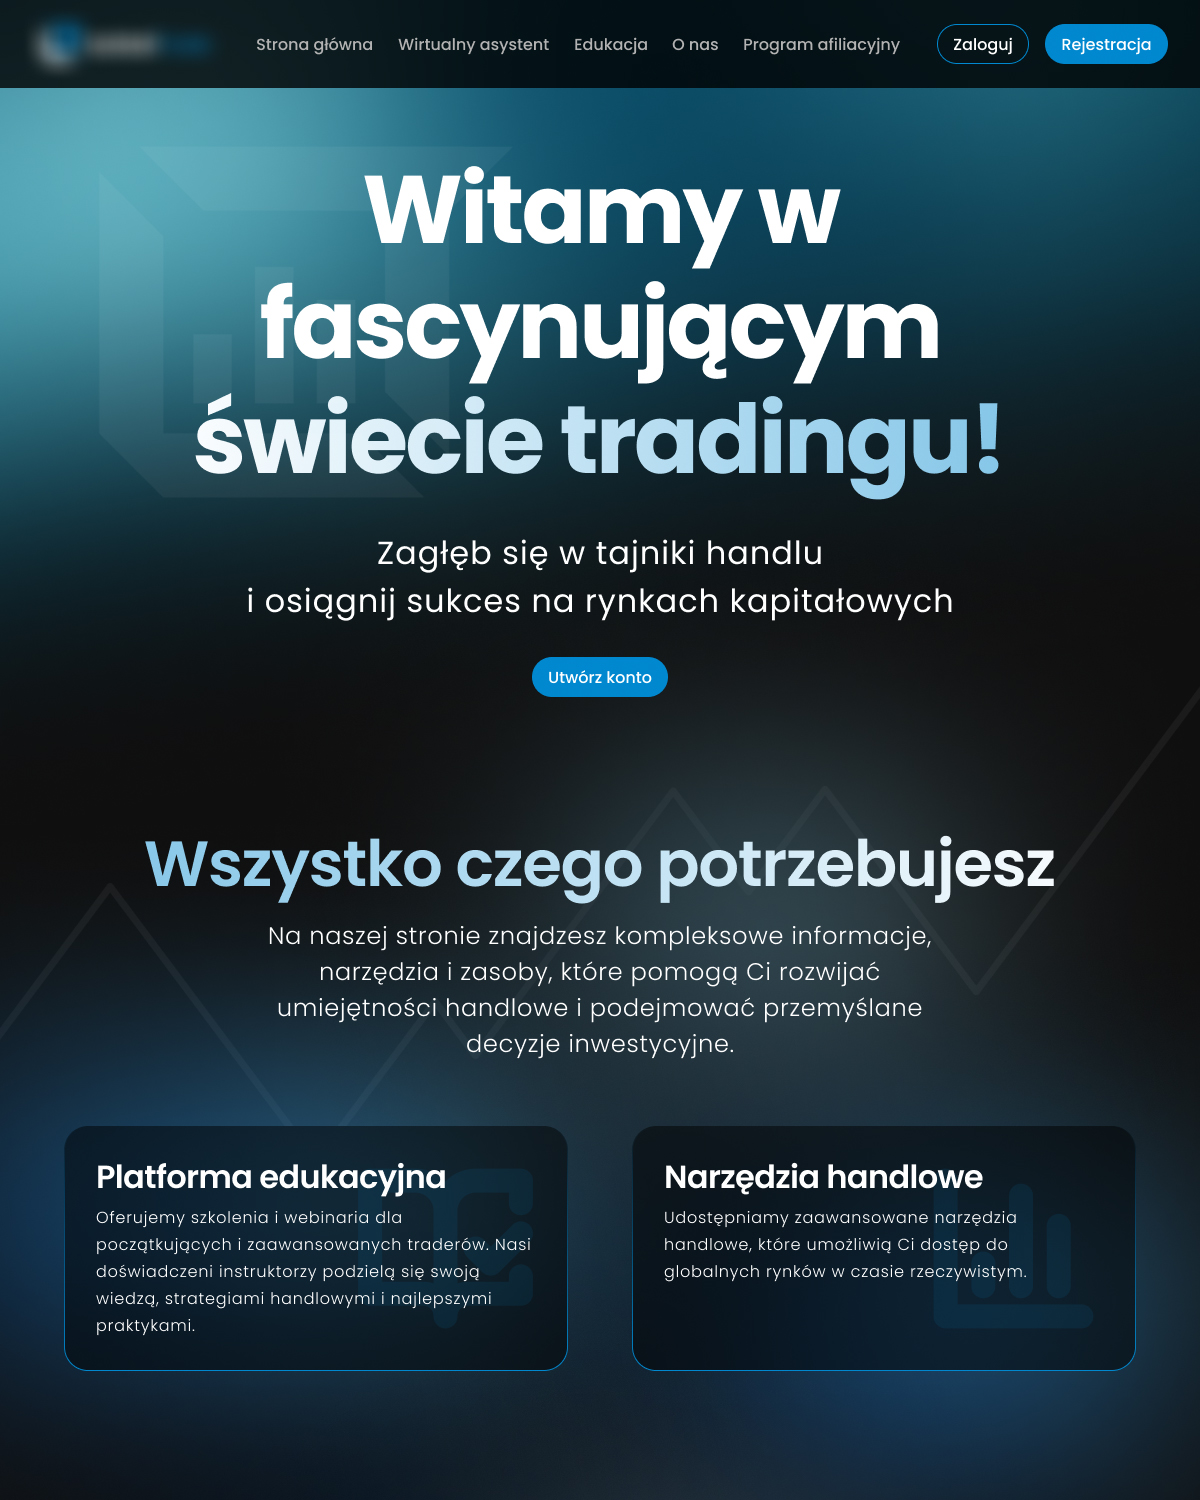 Strona główna Wirtualny asystent Edukacja O nas Program afiliacyjny Zaloguj Rejestracja
Witamy w
fascynującym
świecie tradingu!
Zagłęb się w tajniki handlu
i osiągnij sukces na rynkach kapitałowych
Utwórz konto
Wszystko czego potrzebujesz
Na naszej stronie znajdzesz kompleksowe informacje,
narzędzia i zasoby, które pomogą Ci rozwijać
umiejętności handlowe i podejmować przemyślane
decyzje inwestycyjne.
Platforma edukacyjna
Oferujemy szkolenia i webinaria dla
początkujących i zaawansowanych traderów. Nasi
doświadczeni instruktorzy podzielą się swoją
wiedzą, strategiami handlowymi i najlepszymi
praktykami.
Narzędzia handlowe
Udostępniamy zaawansowane narzędzia
handlowe, które umożliwią Ci dostęp do
globalnych rynków w czasie rzeczywistym.